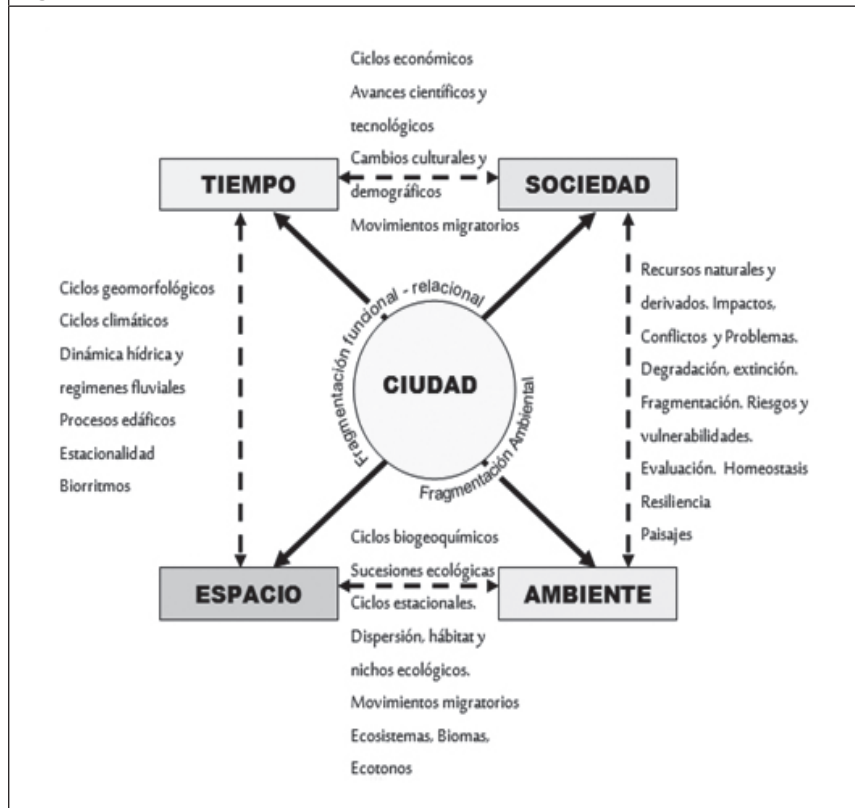 Ciclos económicos
Avances científicos y
tecnológicos
Cambios culturales y
demográficos
Movimientos migratorios
TIEMPO
SOCIEDAD
Ciclos geomorfológicos
Ciclos climáticos
Dinámica hídrica y
regimenes fluviales
Procesos edáficos
Estacionalidad
Biorritmos
Fragmentación funcional - relacional
CIUDAD
Fragmentación Ambiental
Recursos naturales y
derivados. Impactos,
Conflictos y Problemas.
Degradación, extinción.
Fragmentación. Riesgos y
vulnerabilidades.
Evaluación. Homeostasis
Resiliencia
Paisajes
ESPACIO
AMBIENTE
Ciclos biogeoquímicos
Sucesiones ecológicas
Ciclos estacionales.
Dispersión, hábitat y
nichos ecológicos.
Movimientos migratorios
Ecosistemas, Biomas,
Ecotonos